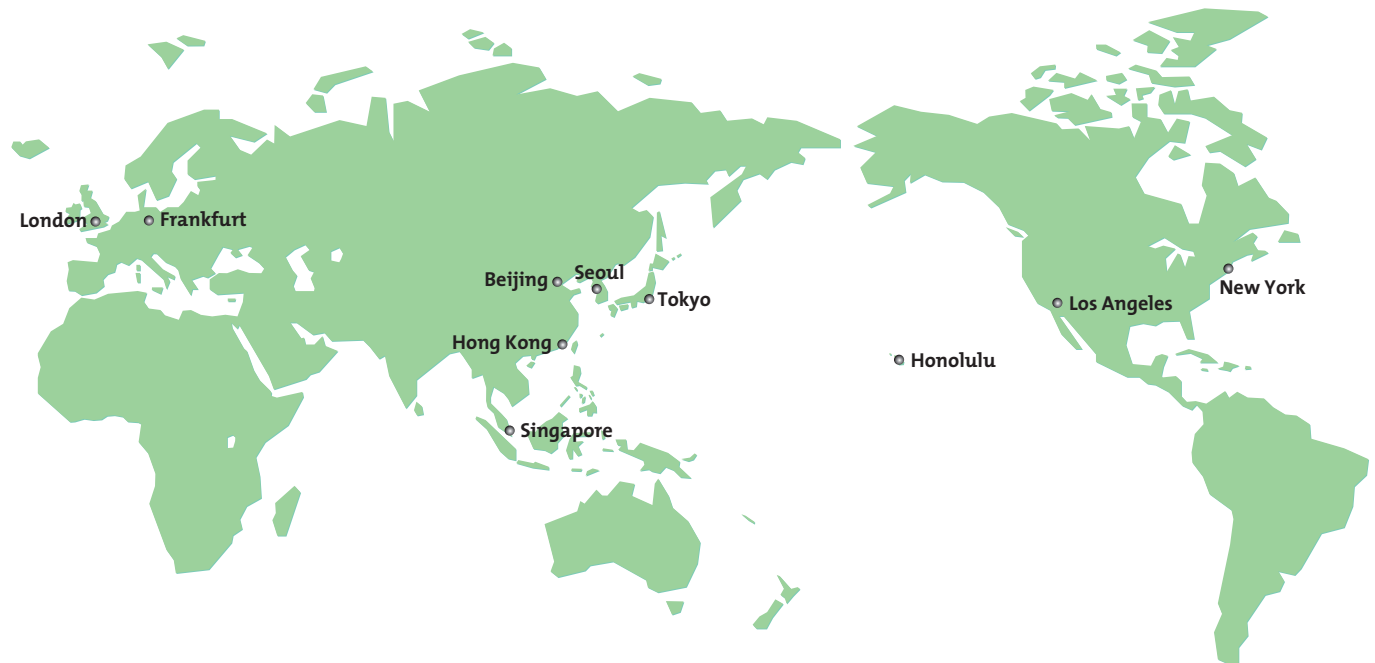 London
Frankfurt
Beijing
Seoul
Tokyo
Hong Kong
Singapore
Honolulu
Los Angeles
New York